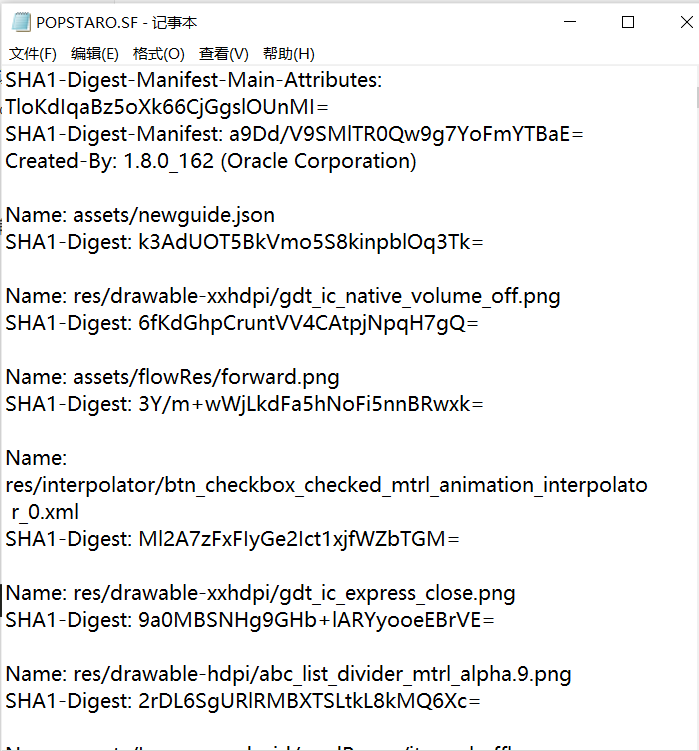 POPSTARO.SF - 记事本
文件(F) 编辑(E) 格式(O) 查看(V) 帮助(H)
SHA1-Digest-Manifest-Main-Attributes:
TloKdIqaBz5oXk66CjGgslOUnMI=
SHA1-Digest-Manifest: a9Dd/V9SMlTR0Qw9g7YoFmYTBaE=
Created-By: 1.8.0_162 (Oracle Corporation)
Name: assets/newguide.json
SHA1-Digest: k3AdUOT5BkVmo5S8kinpblOq3Tk=
Name: res/drawable-xxhdpi/gdt_ic_native_volume_off.png
SHA1-Digest: 6fKdGhpCruntVV4CAtpjNpqH7gQ=
Name: assets/flowRes/forward.png
SHA1-Digest: 3Y/m+wWjLkdFa5hNoFi5nnBRwxk=
Name:
res/interpolator/btn_checkbox_checked_mtrl_animation_interpolato
r_0.xml
SHA1-Digest: Ml2A7zFxFIyGe2Ict1xjfWZbTGM=
Name: res/drawable-xxhdpi/gdt_ic_express_close.png
SHA1-Digest: 9a0MBSNHg9GHb+lARYyooeEBrVE=
Name: res/drawable-hdpi/abc_list_divider_mtrl_alpha.9.png
SHA1-Digest: 2rDL6SgURlRMBXTSLtkL8kMQ6Xc=